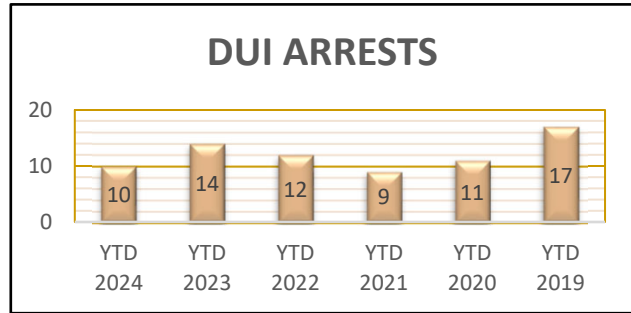 DUI ARRESTS
20
10
0
10
14
12
9
11
17
YTD 2024
YTD 2023
YTD 2022
YTD 2021
YTD 2020
YTD 2019